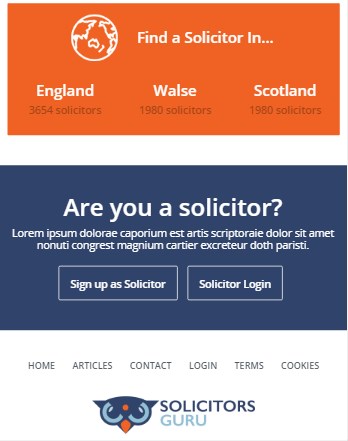 Find a Solicitor In...
England Walse Scotland
3654 solicitors 1980 solicitors 1980 solicitors
Are you a solicitor?
Lorem ipsum dolorae caporium est artis scriptoraie dolor sit amet
nonuti congrest magnium cartier excreteur doth paristi.
Sign up as Solicitor Solicitor Login
HOME ARTICLES CONTACT LOGIN TERMS COOKIES
SOLICITORS
GURU